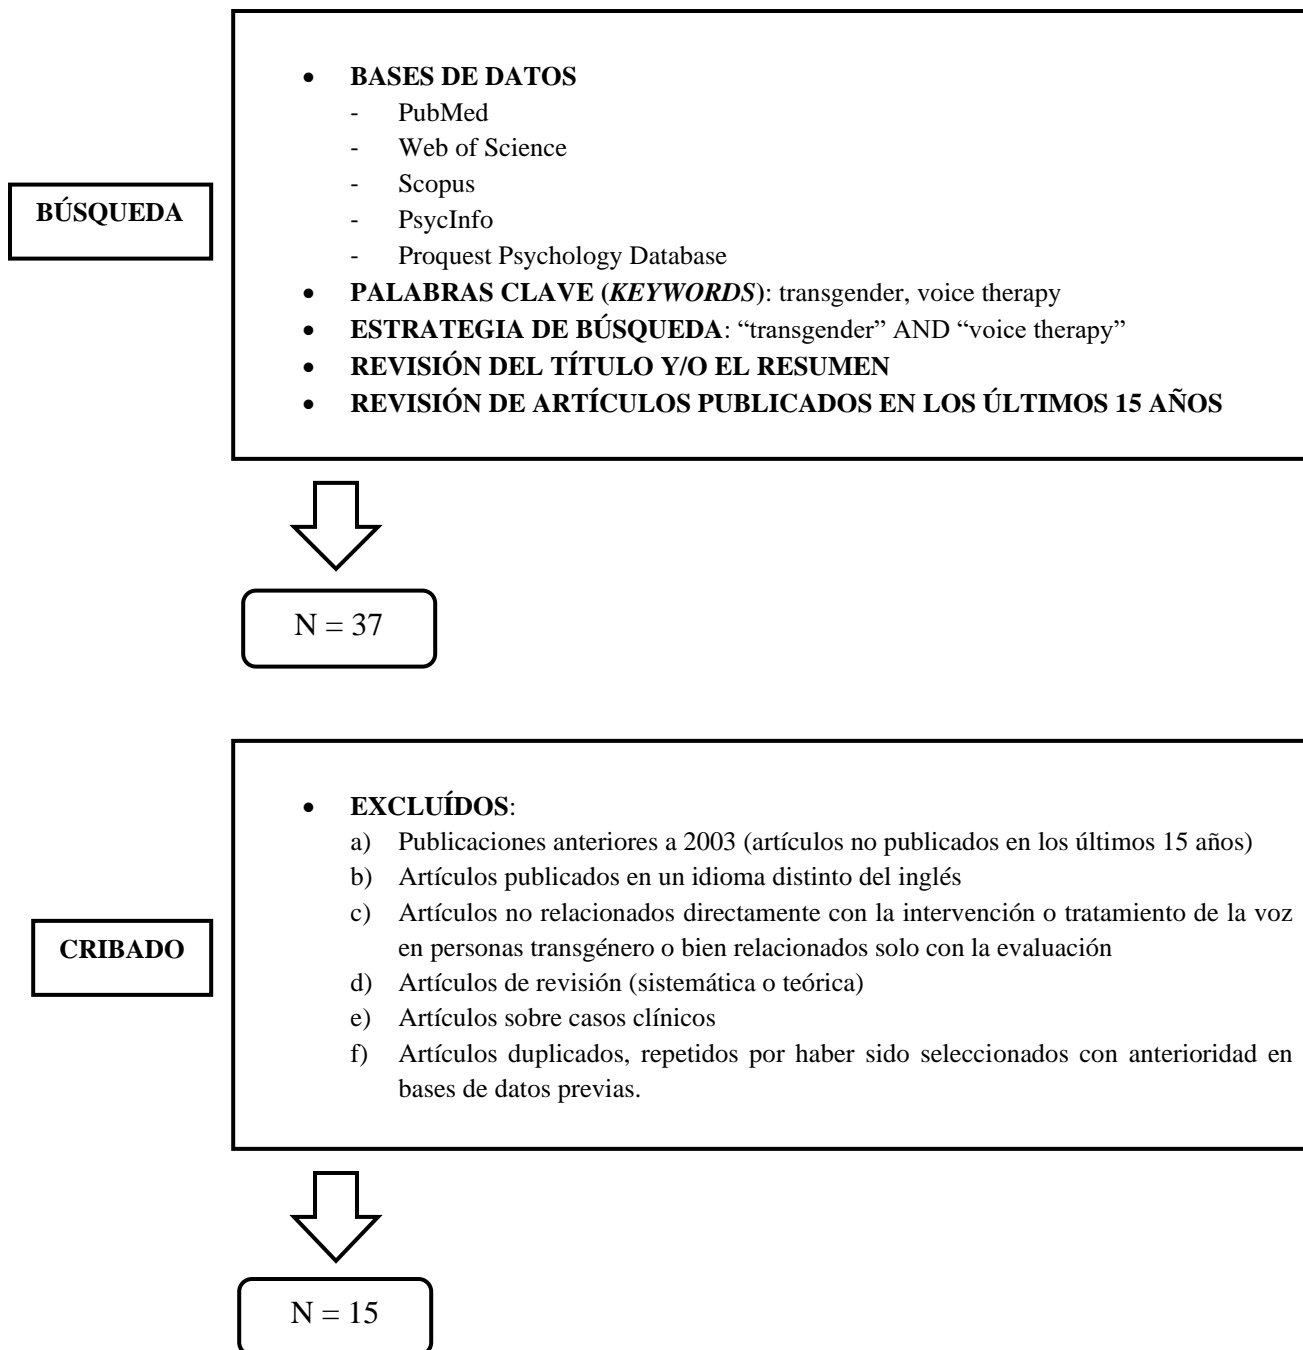 • BASES DE DATOS
- PubMed
- Web of Science
- Scopus
- PsycInfo
- Proquest Psychology Database
BÚSQUEDA
• PALABRAS CLAVE (KEYWORDS): transgender, voice therapy
• ESTRATEGIA DE BÚSQUEDA: “transgender” AND “voice therapy”
• REVISIÓN DEL TÍTULO Y/O EL RESUMEN
• REVISIÓN DE ARTÍCULOS PUBLICADOS EN LOS ÚLTIMOS 15 AÑOS
N = 37
• EXCLUÍDOS:
a) Publicaciones anteriores a 2003 (artículos no publicados en los últimos 15 años)
b) Artículos publicados en un idioma distinto del inglés
c) Artículos no relacionados directamente con la intervención o tratamiento de la voz
en personas transgénero o bien relacionados solo con la evaluación
CRIBADO
d) Artículos de revisión (sistemática o teórica)
e) Artículos sobre casos clínicos
f) Artículos duplicados, repetidos por haber sido seleccionados con anterioridad en
bases de datos previas.
N = 15